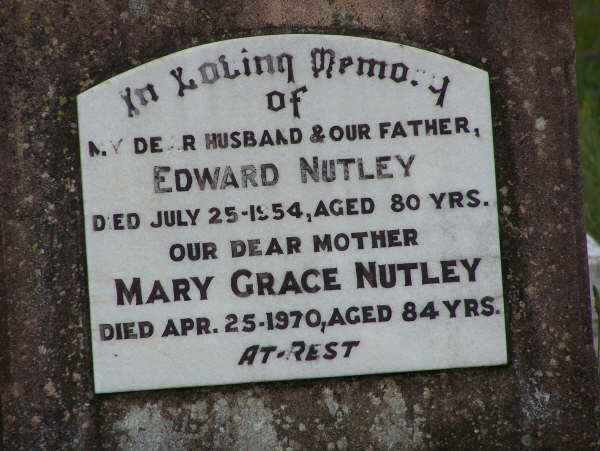 In Loving Memory
of
MY DEAR HUSBAND & OUR FATHER,
EDWARD NUTLEY
DIED JULY 25-1954, AGED 80 YRS.
OUR DEAR MOTHER
MARY GRACE NUTLEY
DIED APR. 25-1970, AGED 84 YRS.
AT-REST